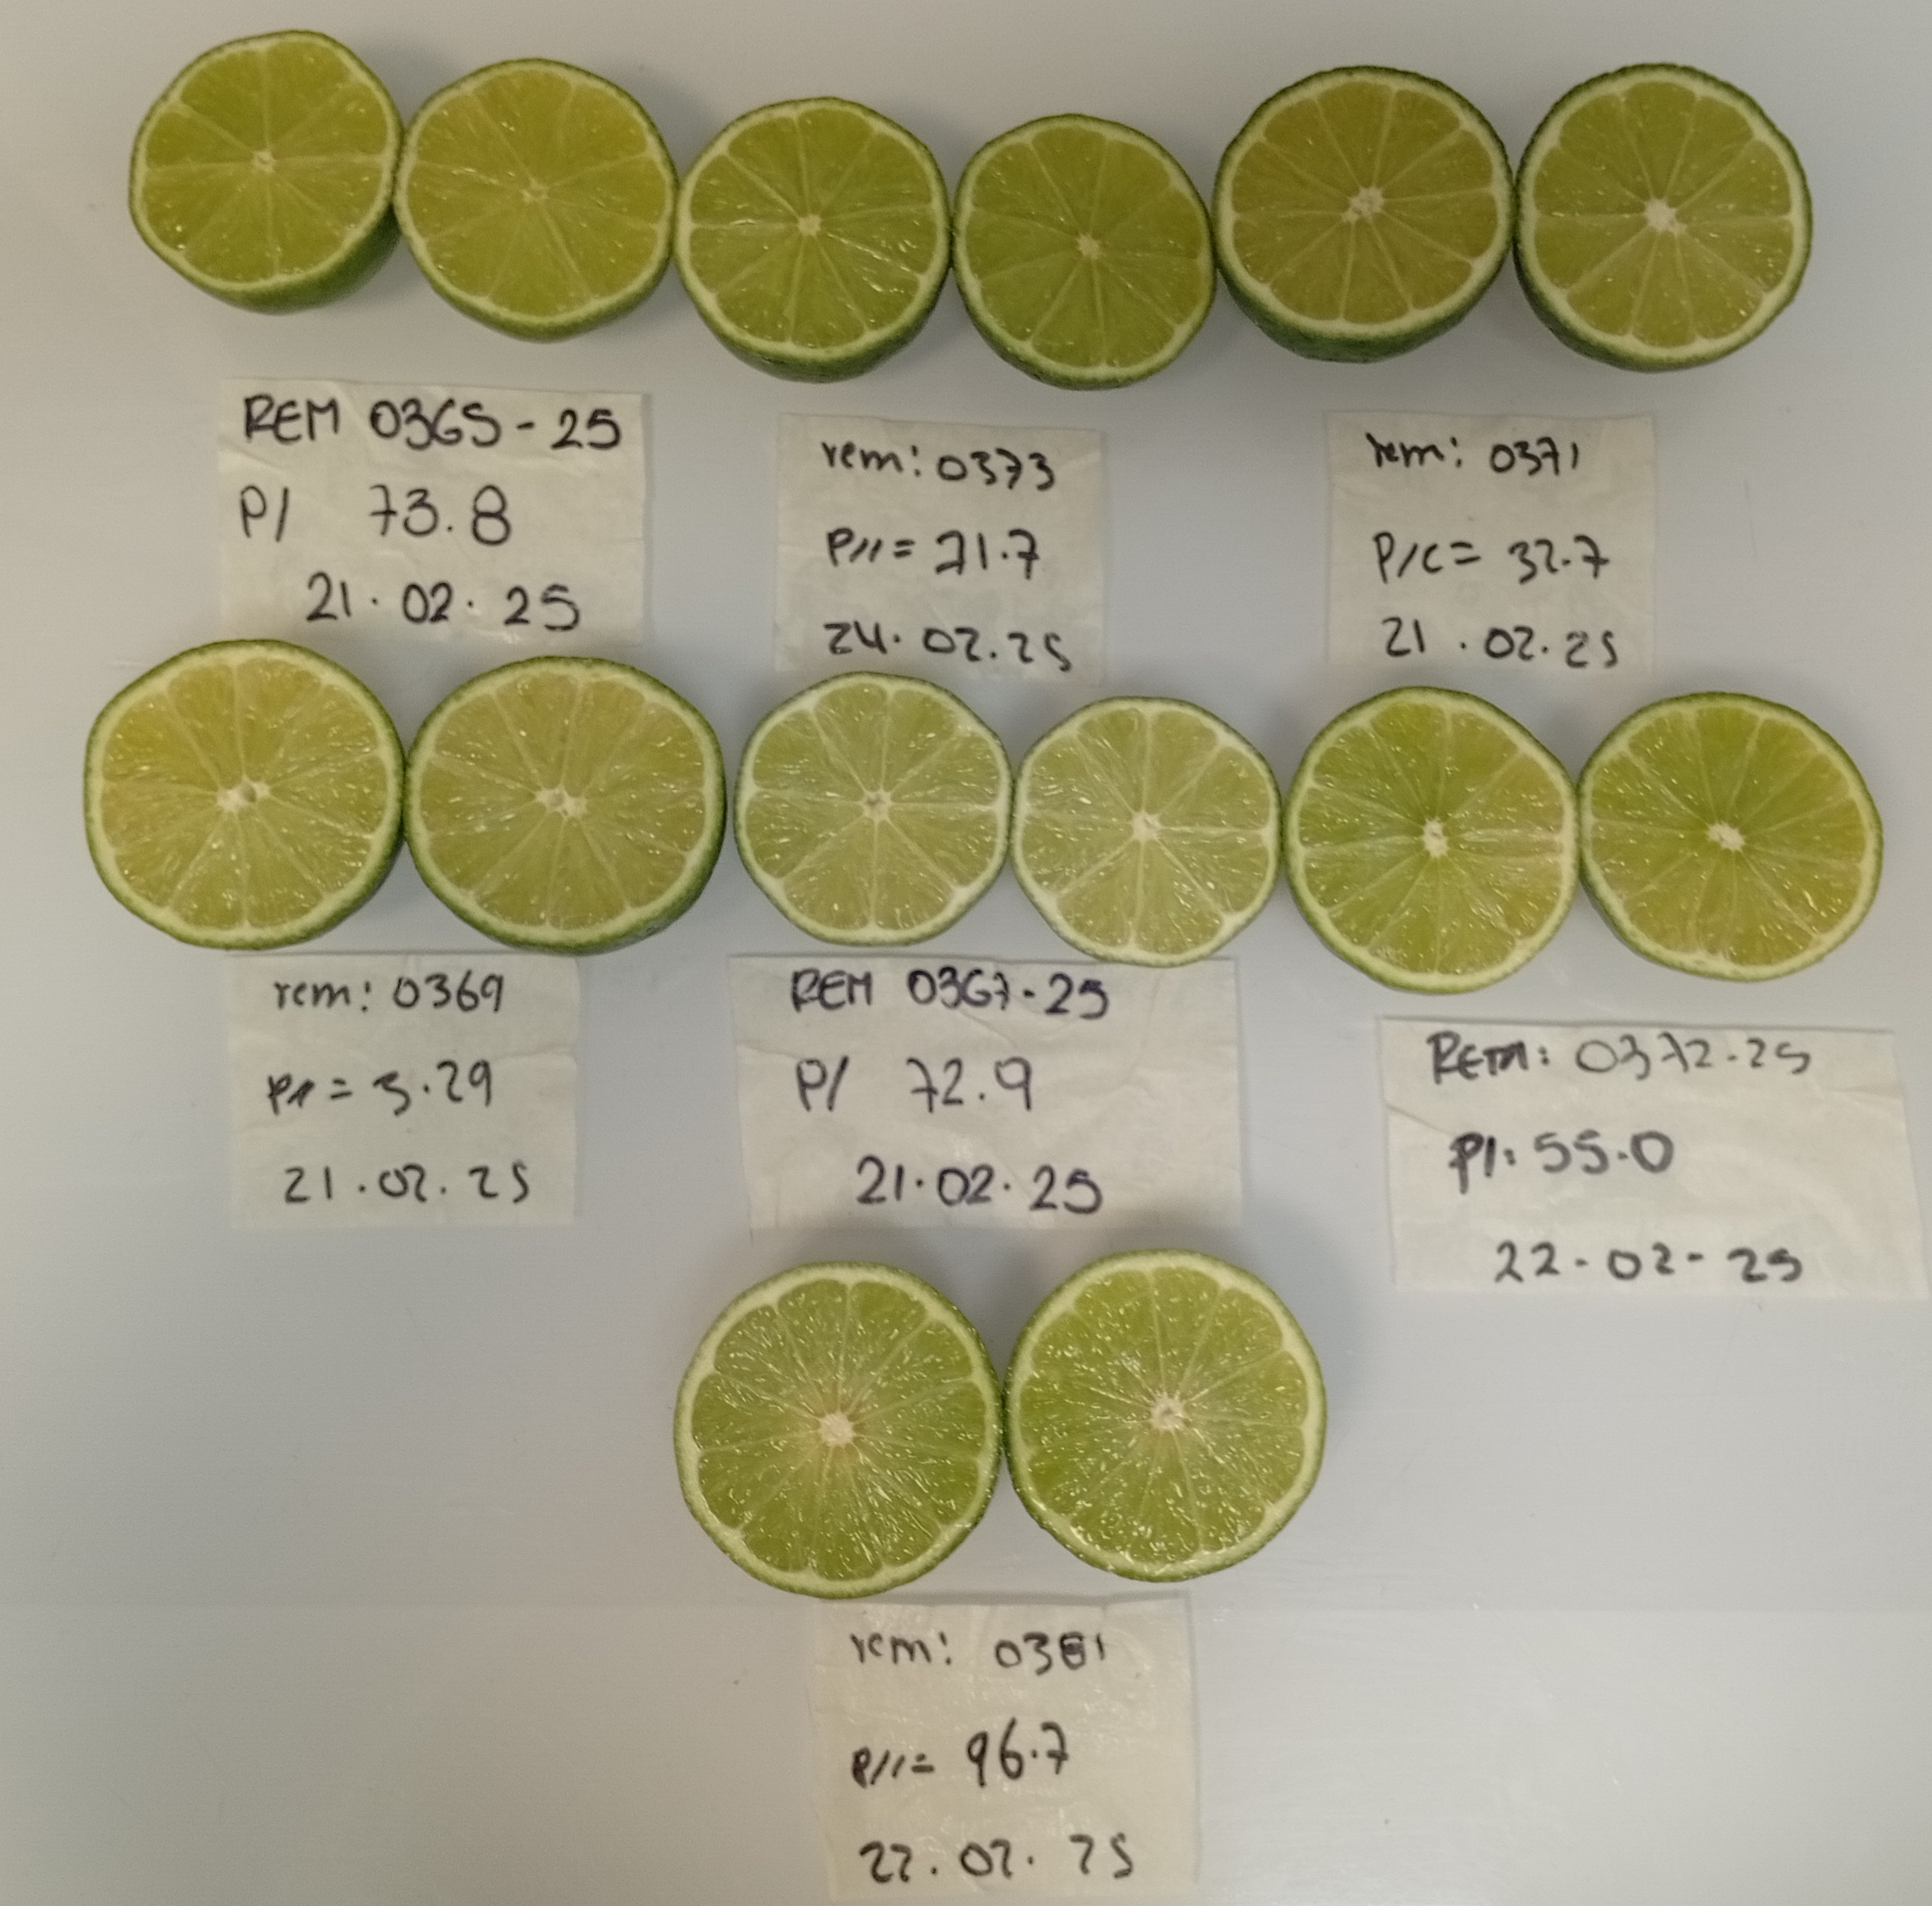 REM 0365-25
P/ 73.8
21.02.25
rem: 0373
P//= 71.7
24.02.25
rem: 0371
P/C= 32.7
21.02.25
rem: 0369
= 3.29
21.02.25
REM 0367-25
P/ 72.9
21.02.25
REM: 0372-25
P/: 55.0
22-02-25
rem: 0381
P//= 96.7
22.02.25